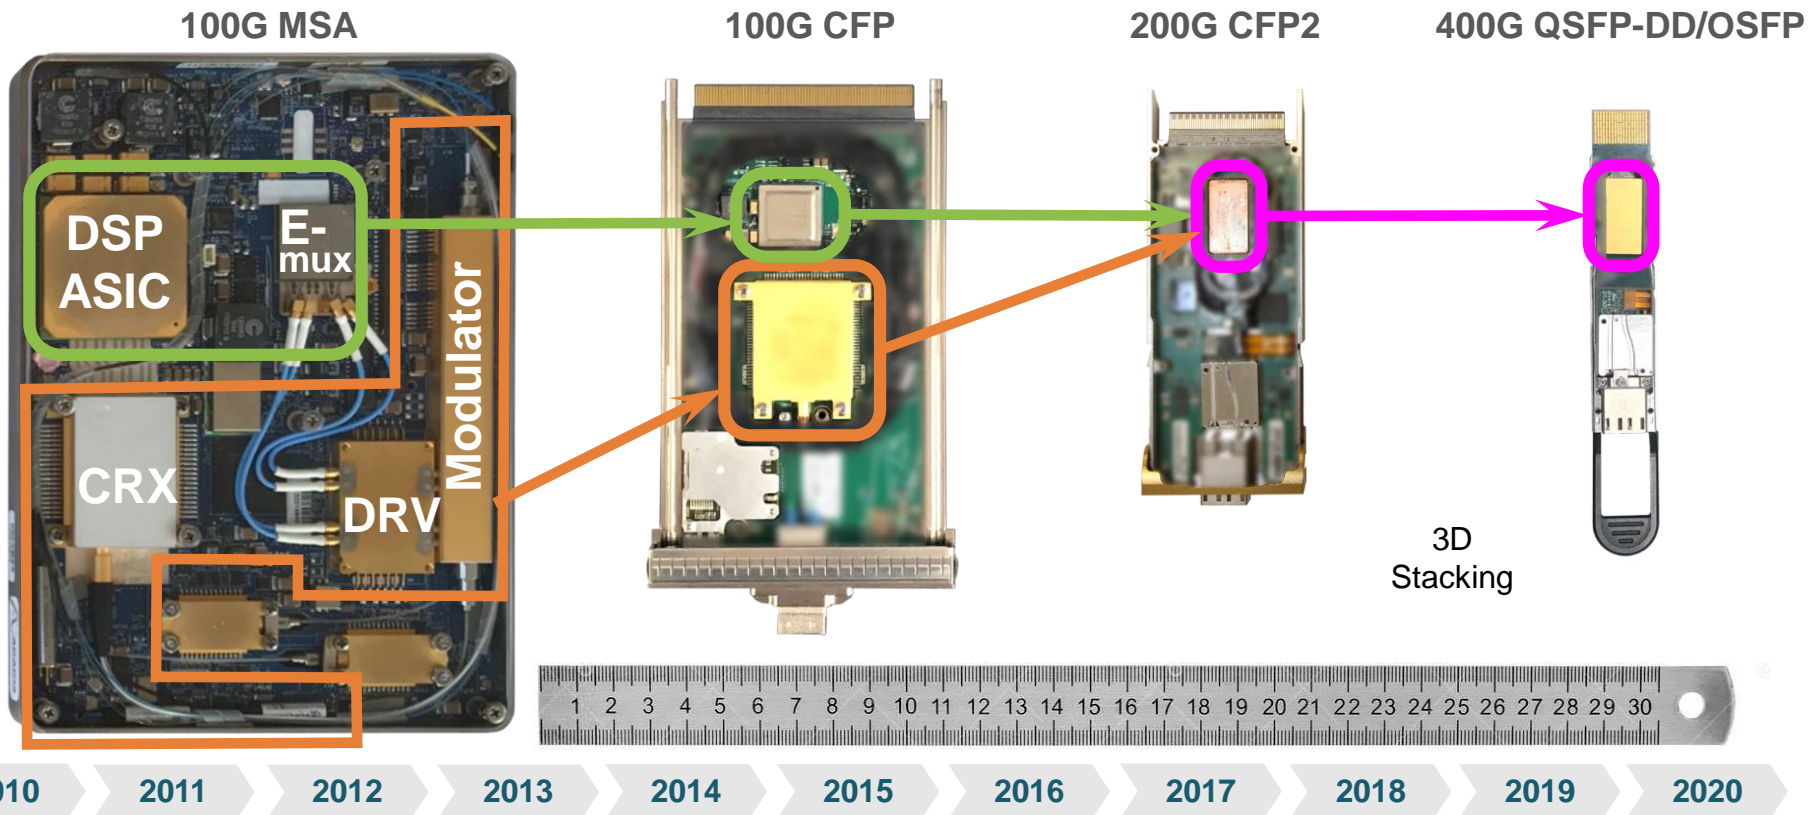 100G MSA
100G CFP
200G CFP2
400G QSFP-DD/OSFP
DSP
ASIC
E-
mux
Modulator
CRX
DRV
3D
Stacking
1 2 3 4 5 6 7 8 9 10 11 12 13 14 15 16 17 18 19 20 21 22 23 24 25 26 27 28 29 30
010 2011 2012 2013 2014 2015 2016 2017 2018 2019 2020